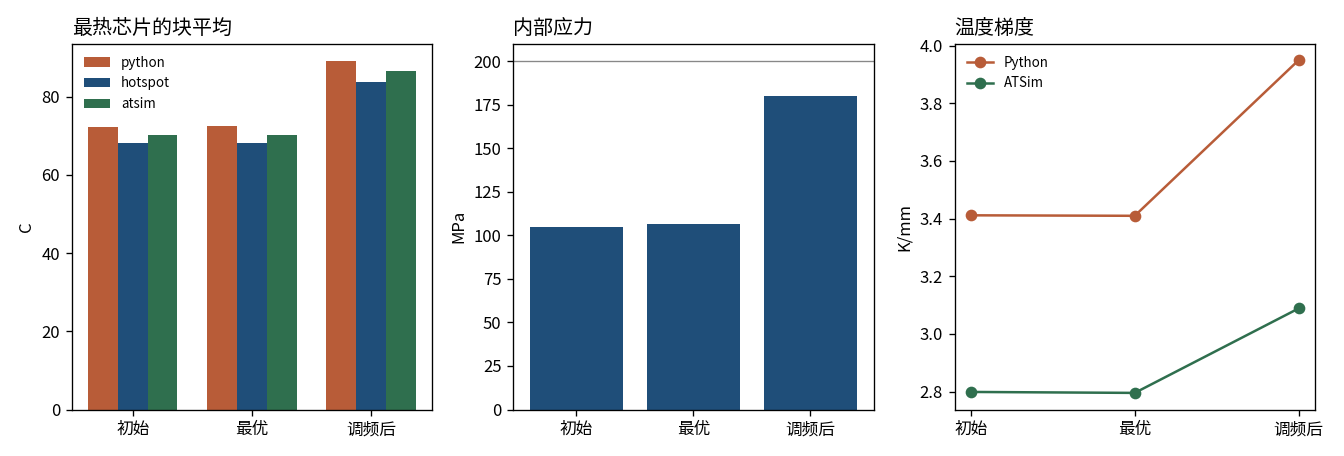 最热芯片的块平均
python
hotspot
atsim
C
80
60
40
20
0
初始
最优
调频后
内部应力
MPa
200
175
150
125
100
75
50
25
0
初始
最优
调频后
温度梯度
Python
ATSim
K/mm
4.0
3.8
3.6
3.4
3.2
3.0
2.8
初始
最优
调频后